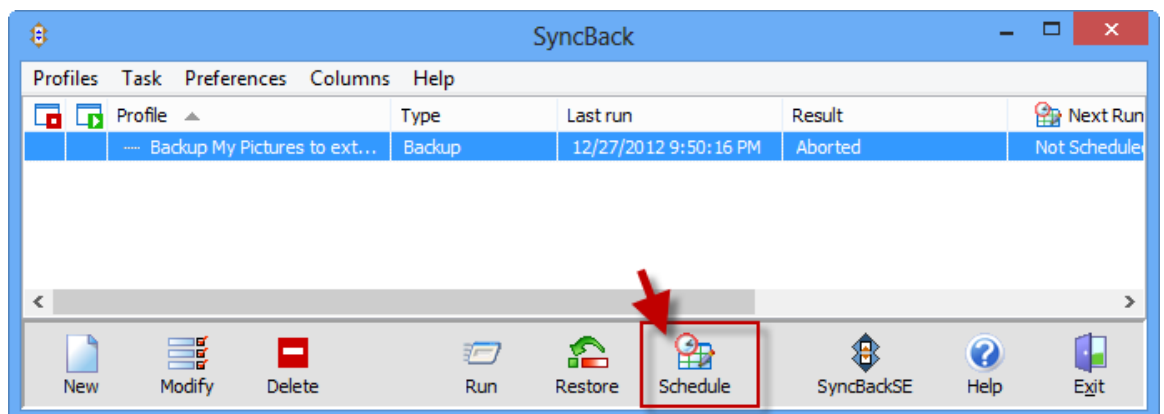 SyncBack
Profiles Task Preferences Columns Help
Profile Type Last run Result Next Run
Backup My Pictures to ext... Backup 12/27/2012 9:50:16 PM Aborted Not Schedule
New Modify Delete Run Restore Schedule SyncBackSE Help Exit